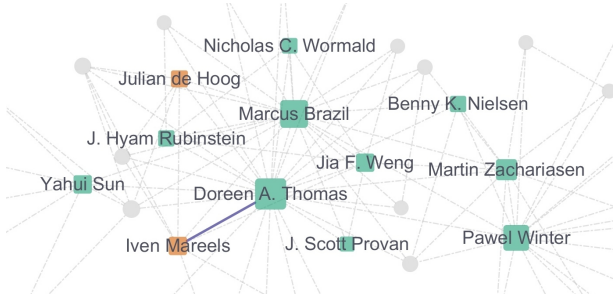 Nicholas C. Wormald
Julian de Hoog
Marcus Brazil
Benny K. Nielsen
J. Hyam Rubinstein
Jia F. Weng
Martin Zachariasen
Yahui Sun
Doreen A. Thomas
Iven Mareels
J. Scott Provan
Pawel Winter